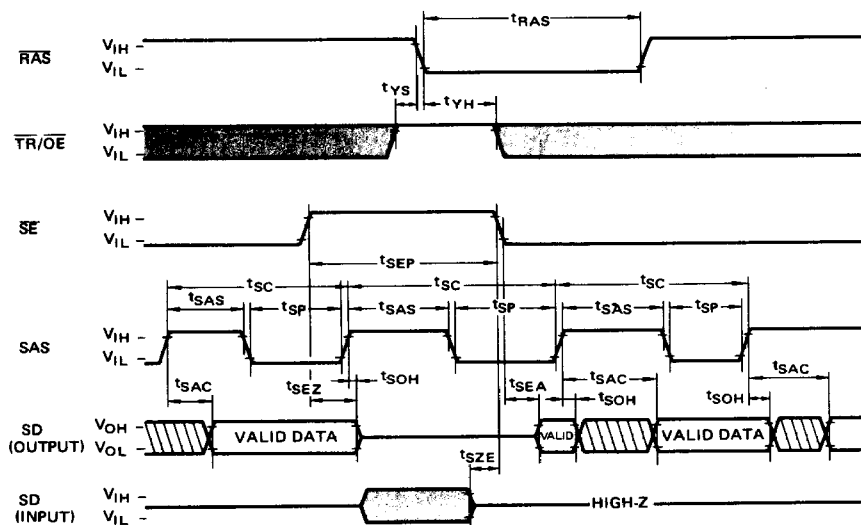 tRAS
RAS VIH
VIL
tYS tYH
TR/OE VIH
VIL
SE VIH
VIL
tSEP
tSC tSC tSC
tSAS tSP tSAS tSP tSAS tSP
SAS VIH
VIL
tSAC tSEZ tSOH tSEA tSAC tSOH tSOH tSAC
SD (OUTPUT) VOH
VOL
VALID DATA VALID VALID DATA
tSZE
SD (INPUT) VIH
VIL
HIGH-Z